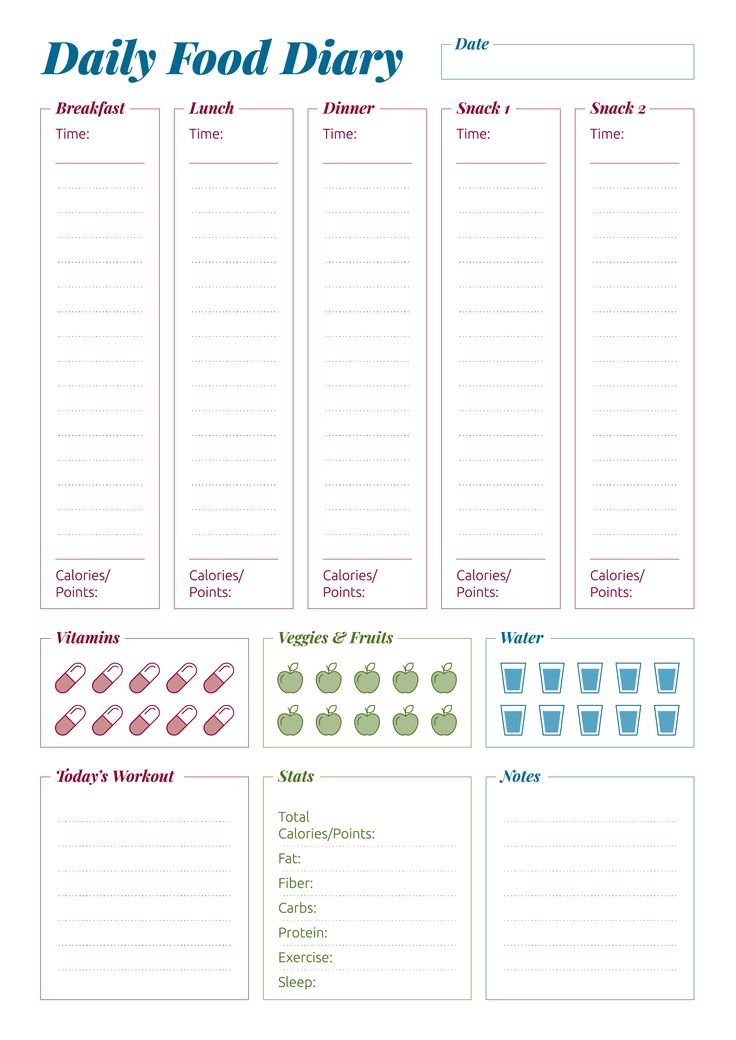 Daily Food Diary
Date
Breakfast
Time:
Calories/
Points:
Lunch
Time:
Calories/
Points:
Dinner
Time:
Calories/
Points:
Snack 1
Time:
Calories/
Points:
Snack 2
Time:
Calories/
Points:
Vitamins
Veggies & Fruits
Water
Today's Workout
Stats
Total
Calories/Points:
Fat:
Fiber:
Carbs:
Protein:
Exercise:
Sleep:
Notes